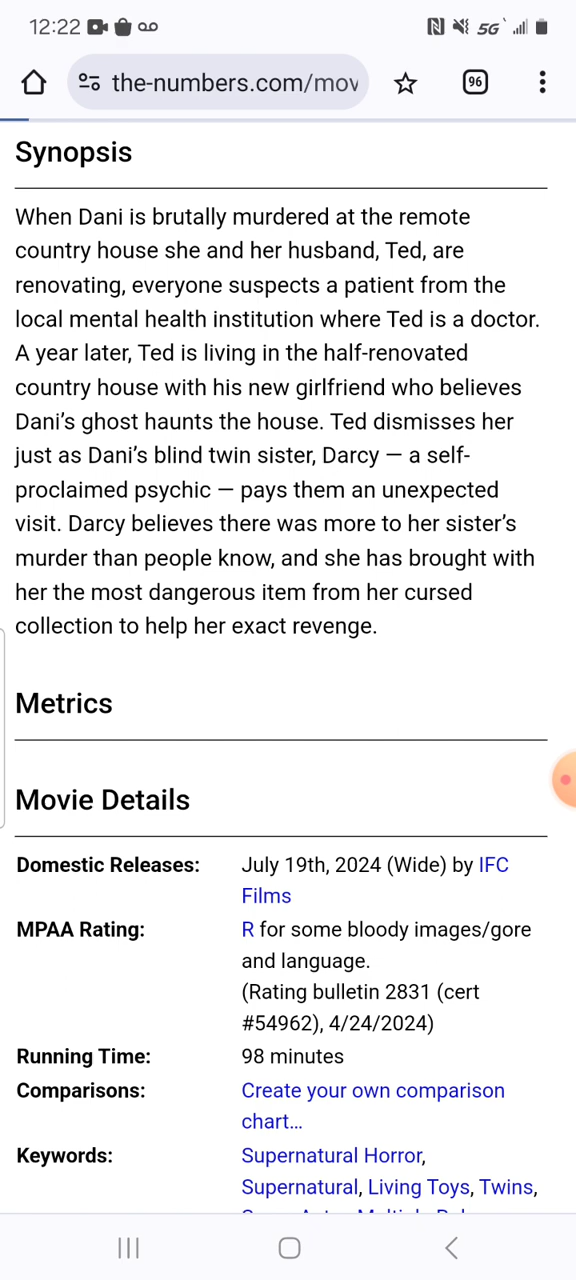 12:22
5G
the-numbers.com/mov
96
Synopsis
When Dani is brutally murdered at the remote
country house she and her husband, Ted, are
renovating, everyone suspects a patient from the
local mental health institution where Ted is a doctor.
A year later, Ted is living in the half-renovated
country house with his new girlfriend who believes
Dani’s ghost haunts the house. Ted dismisses her
just as Dani’s blind twin sister, Darcy — a self-
proclaimed psychic — pays them an unexpected
visit. Darcy believes there was more to her sister’s
murder than people know, and she has brought with
her the most dangerous item from her cursed
collection to help her exact revenge.
Metrics
Movie Details
Domestic Releases: July 19th, 2024 (Wide) by IFC
Films
MPAA Rating: R for some bloody images/gore
and language.
(Rating bulletin 2831 (cert
#54962), 4/24/2024)
Running Time: 98 minutes
Comparisons: Create your own comparison
chart...
Keywords: Supernatural Horror,
Supernatural, Living Toys, Twins,